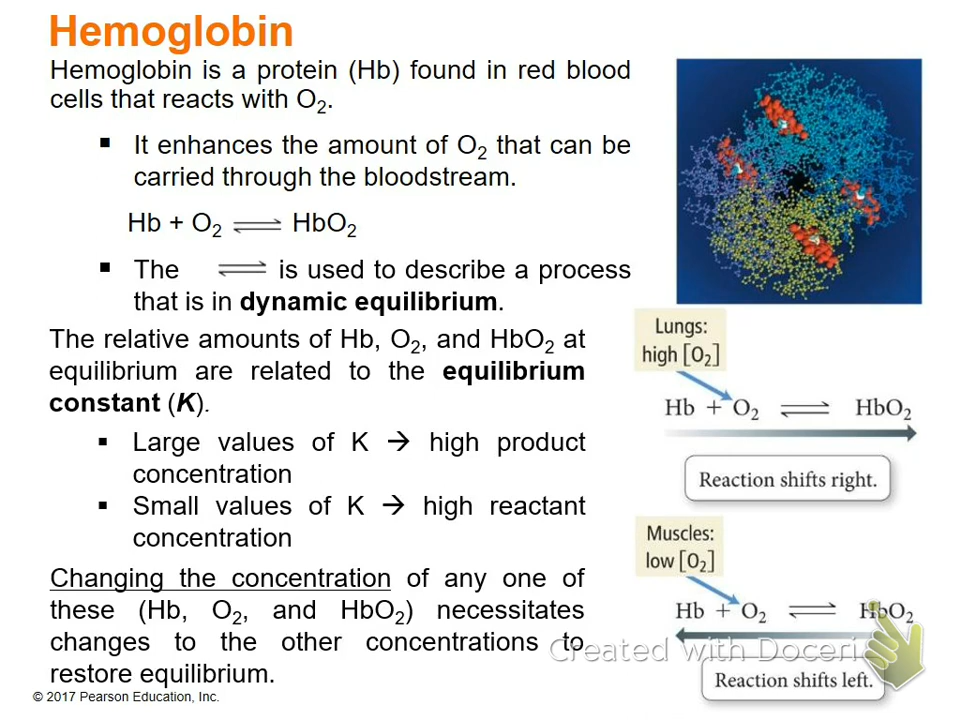 Hemoglobin
Hemoglobin is a protein (Hb) found in red blood
cells that reacts with O₂.
▪ It enhances the amount of O₂ that can be
carried through the bloodstream.
Hb + O₂ ⇌ HbO₂
▪ The ⇌ is used to describe a process
that is in dynamic equilibrium.
The relative amounts of Hb, O₂, and HbO₂ at
equilibrium are related to the equilibrium
constant (K).
▪ Large values of K → high product
concentration
▪ Small values of K → high reactant
concentration
Changing the concentration of any one of
these (Hb, O₂, and HbO₂) necessitates
changes to the other concentrations to
restore equilibrium.
© 2017 Pearson Education, Inc.
Lungs:
high [O₂]
Hb + O₂ ⇌ HbO₂
Reaction shifts right.
Muscles:
low [O₂]
Hb + O₂ ⇌ HbO₂
Created with Doceri
Reaction shifts left.